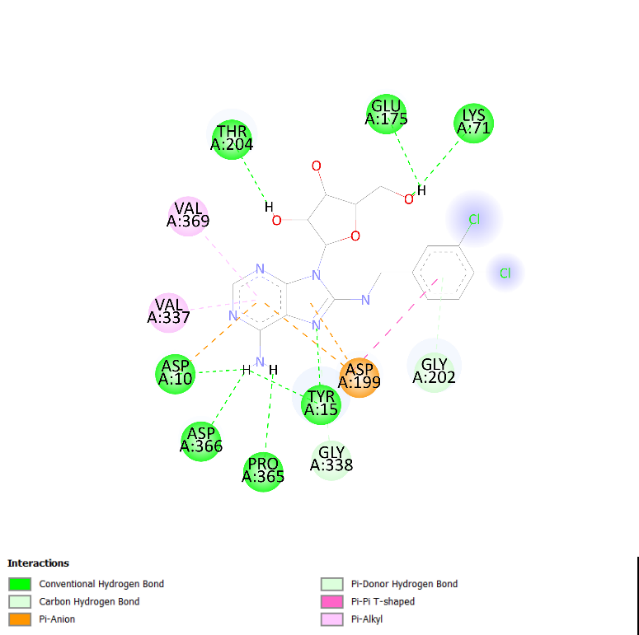 GLU
A:175
LYS
A:71
THR
A:204
O
H
O
H
O
VAL
A:369
Cl
O
N
N
Cl
N
N
VAL
A:337
N
N
N
H
H
ASP
A:10
ASP
A:199
GLY
A:202
TYR
A:15
ASP
A:366
PRO
A:365
GLY
A:338
Interactions
Conventional Hydrogen Bond
Carbon Hydrogen Bond
Pi-Anion
Pi-Donor Hydrogen Bond
Pi-Pi T-shaped
Pi-Alkyl